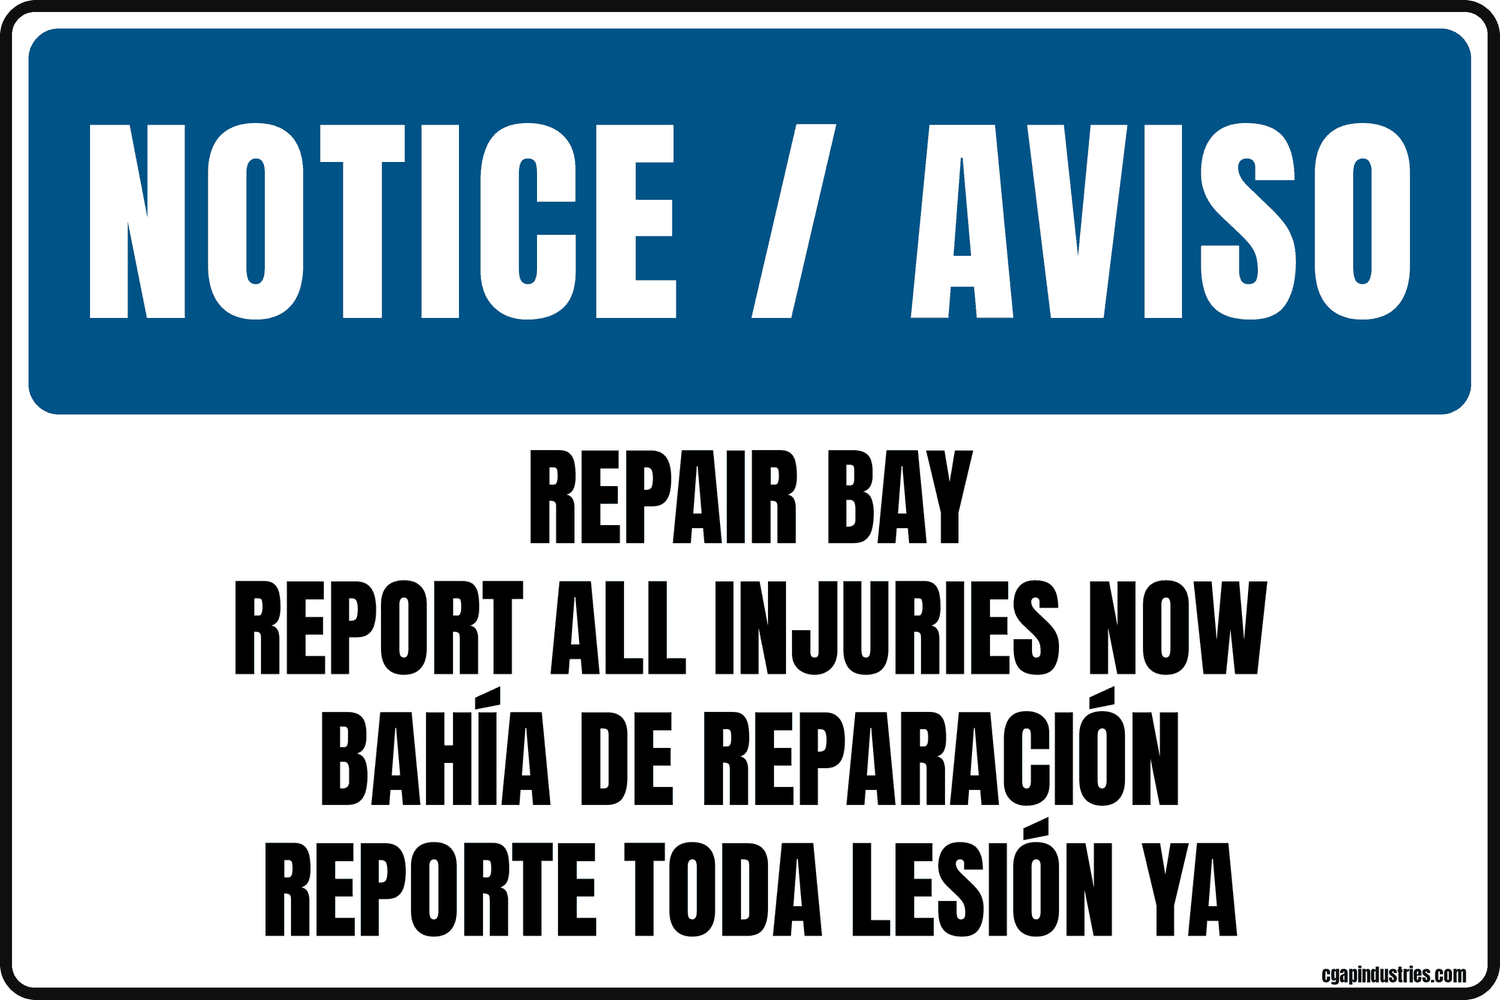 NOTICE / AVISO
REPAIR BAY
REPORT ALL INJURIES NOW
BAHÍA DE REPARACIÓN
REPORTE TODA LESIÓN YA
cgapindustries.com